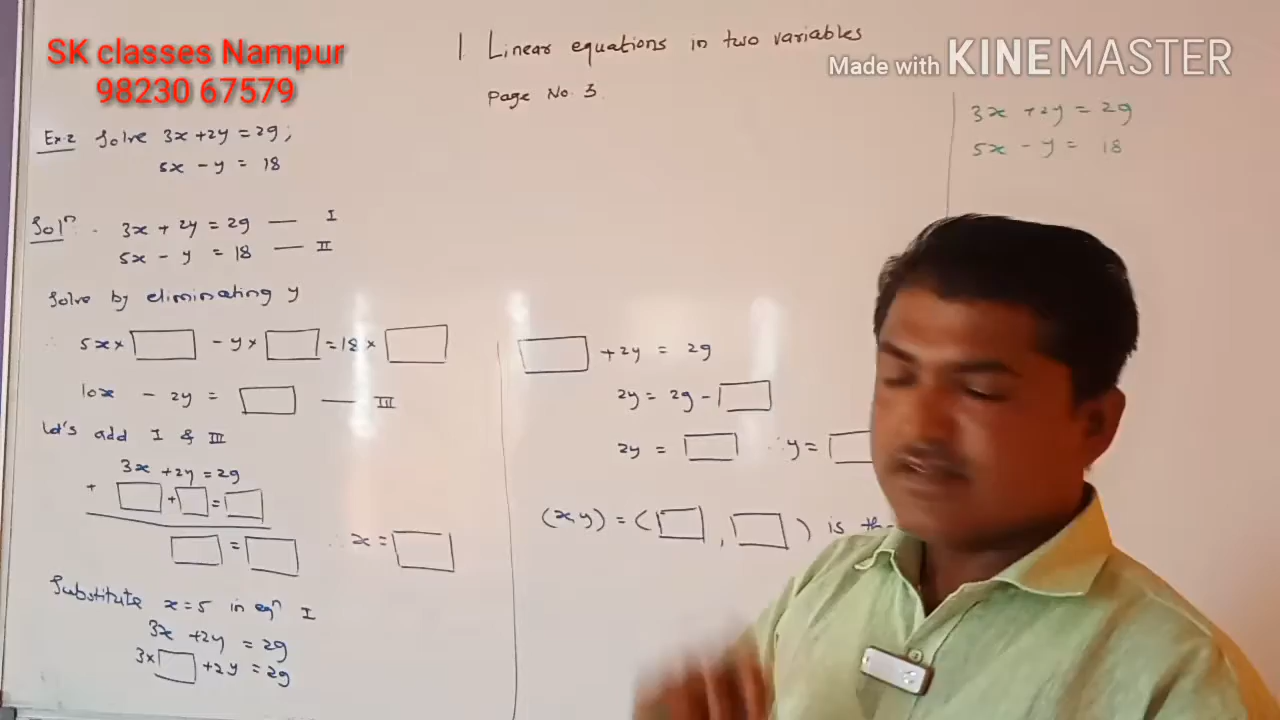 SK classes Nampur
98230 67579
1. Linear equations in two variables
Page No. 3.
Made with KINEMASTER
Ex.2 Solve 3x + 2y = 29;
5x - y = 18
Solⁿ. 3x + 2y = 29 — I
5x - y = 18 — II
Solve by eliminating y
∴ 5x × □ - y × □ = 18 × □
10x - 2y = □ — III
Let's add I & III
3x + 2y = 29
+ □ + □ = □
□ = □ ∴ x = □
Substitute x = 5 in eqⁿ I
3x + 2y = 29
3 × □ + 2y = 29
□ + 2y = 29
2y = 29 - □
2y = □ ∴ y = □
(x, y) = (□, □) is
3x + 2y = 29
5x - y = 18